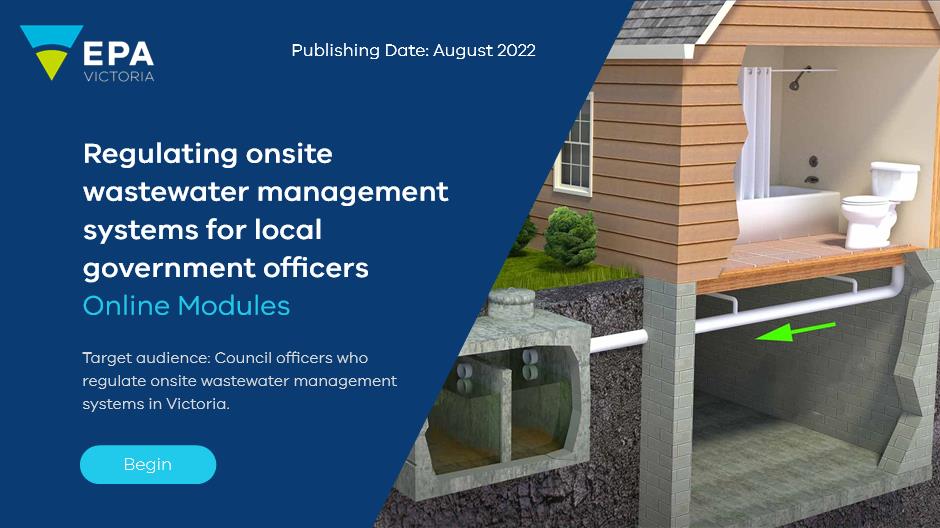 EPA
VICTORIA
Publishing Date: August 2022
Regulating onsite
wastewater management
systems for local
government officers
Online Modules
Target audience: Council officers who
regulate onsite wastewater management
systems in Victoria.
Begin